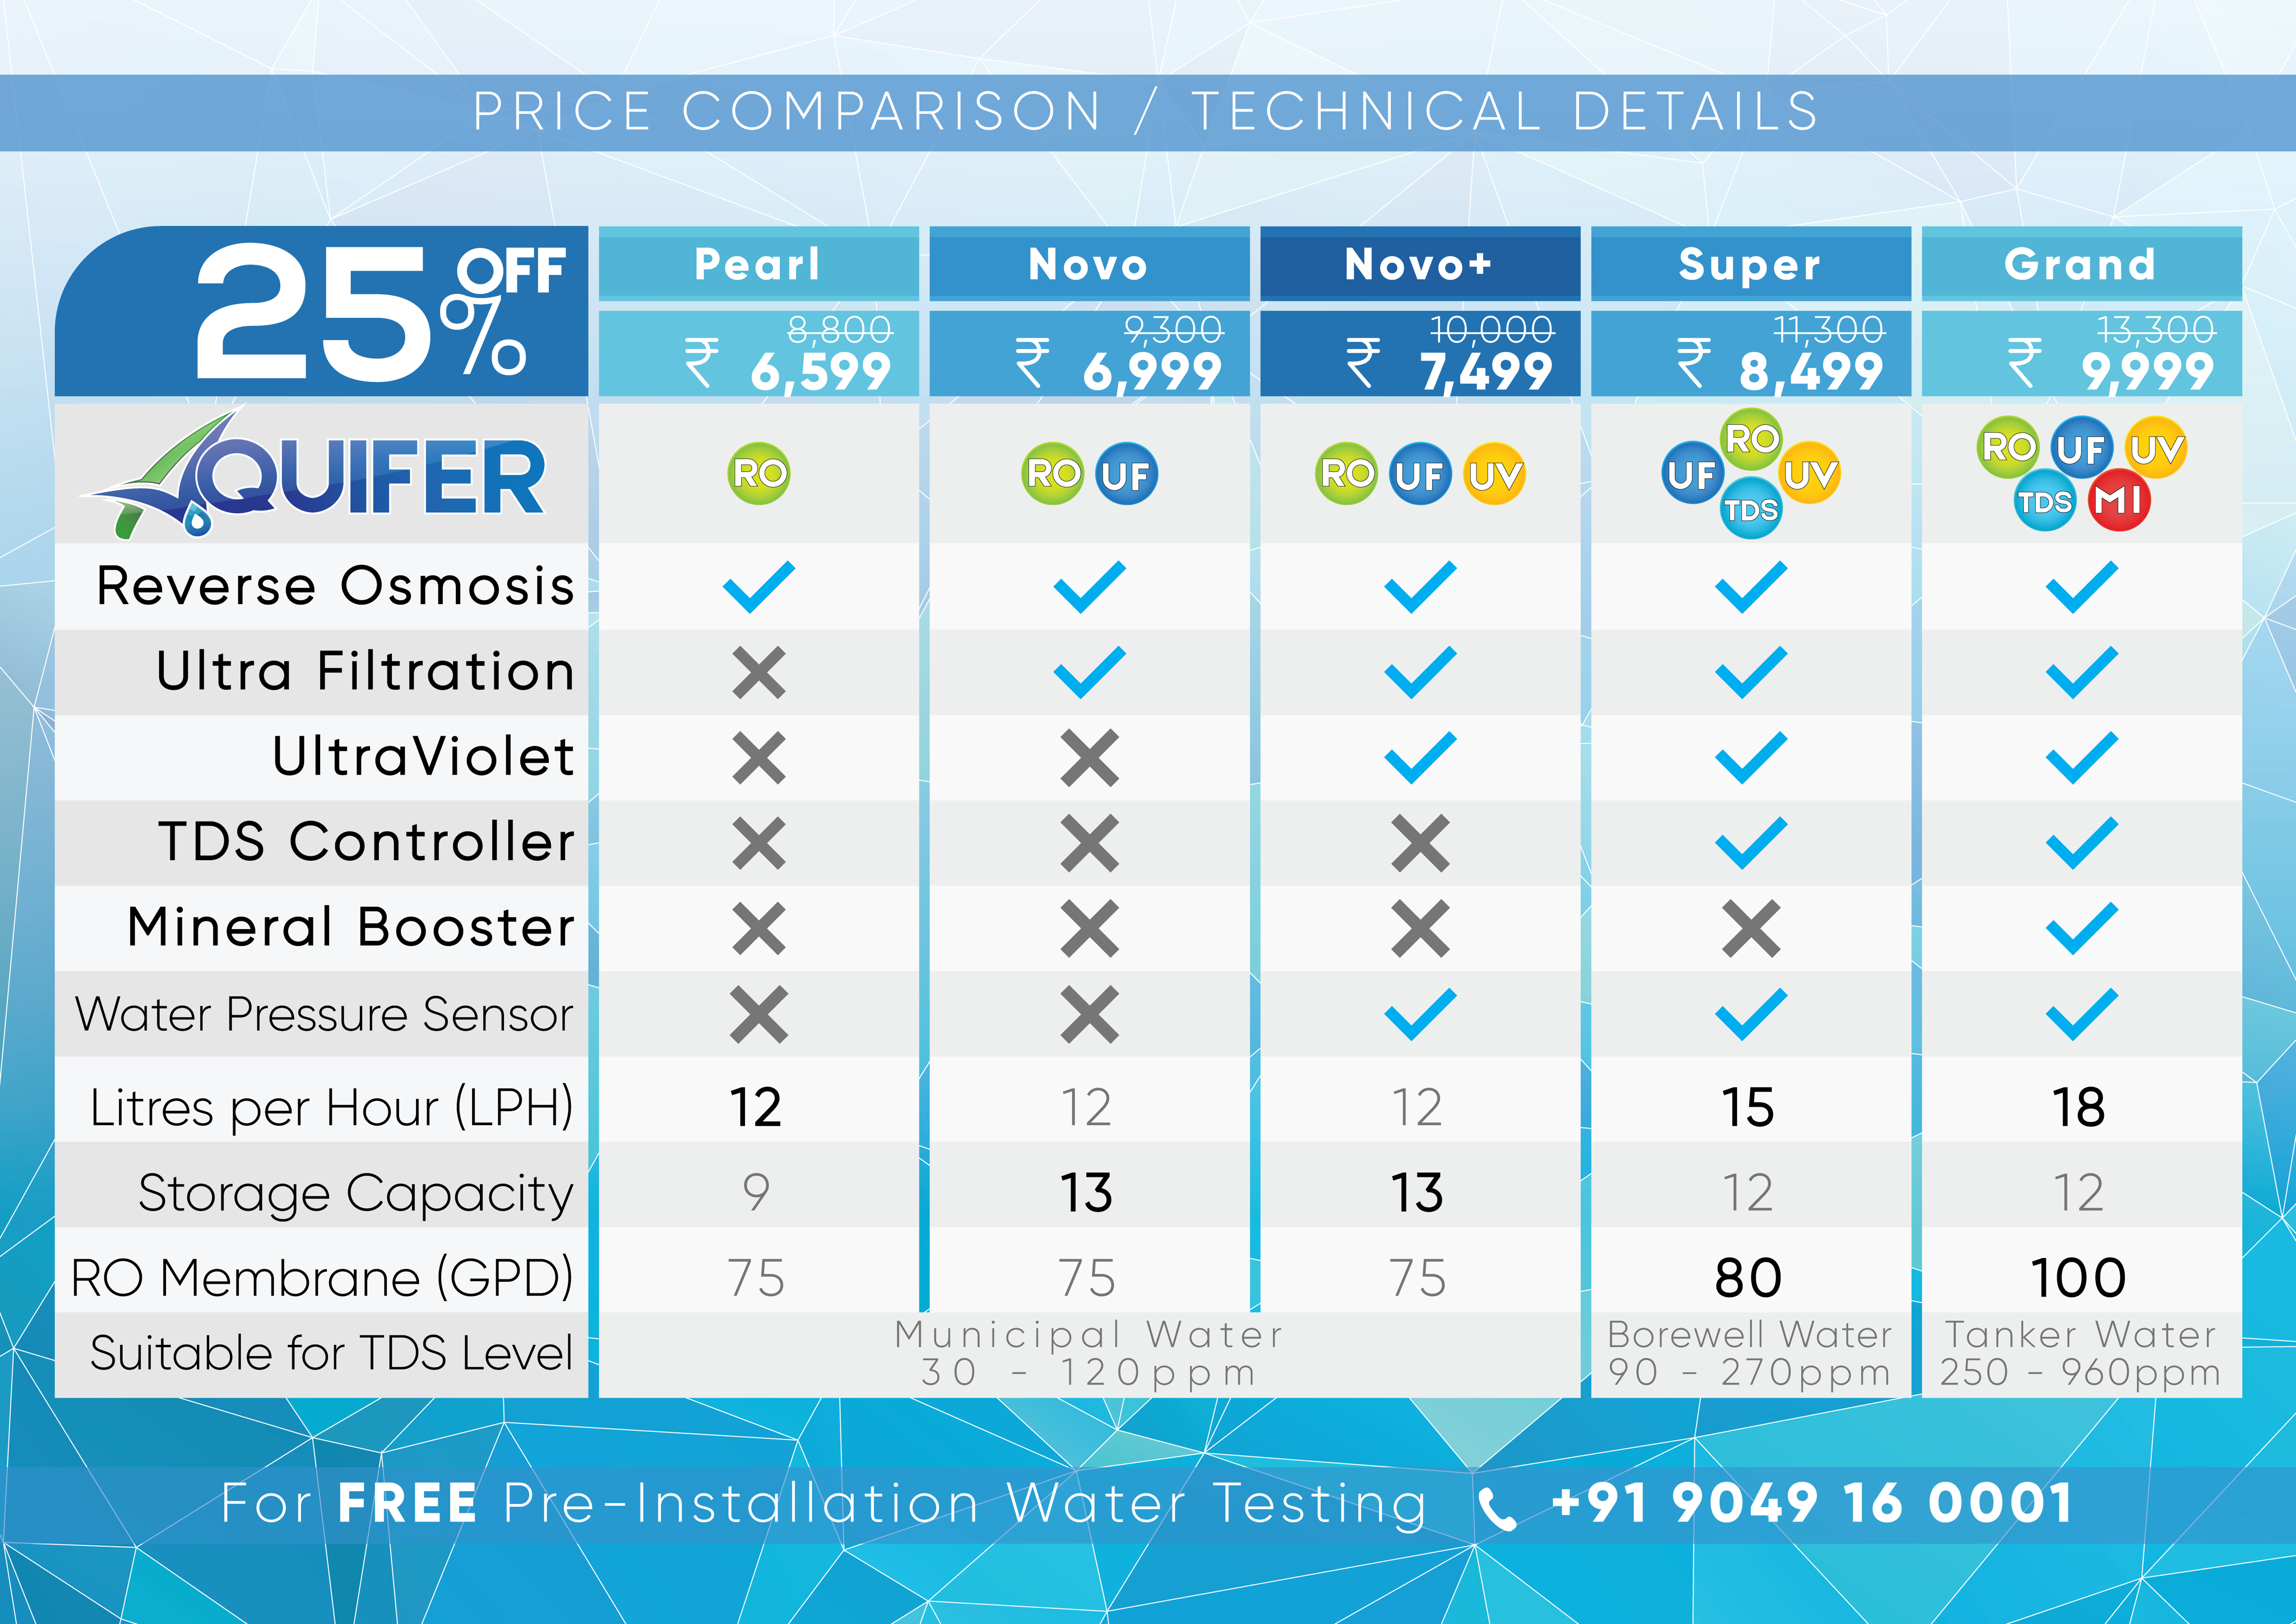 PRICE COMPARISON / TECHNICAL DETAILS
25% OFF
Pearl Novo Novo+ Super Grand
8,800 9,300 10,000 11,300 13,300
₹ 6,599 ₹ 6,999 ₹ 7,499 ₹ 8,499 ₹ 9,999
AQUIFER
RO
RO UF
RO UF UV
RO UF UV TDS
RO UF UV TDS MI
Reverse Osmosis
Ultra Filtration
UltraViolet
TDS Controller
Mineral Booster
Water Pressure Sensor
Litres per Hour (LPH) 12 12 12 15 18
Storage Capacity 9 13 13 12 12
RO Membrane (GPD) 75 75 75 80 100
Suitable for TDS Level
Municipal Water
30 - 120ppm
Borewell Water
90 - 270ppm
Tanker Water
250 - 960ppm
For FREE Pre-Installation Water Testing +91 9049 16 0001